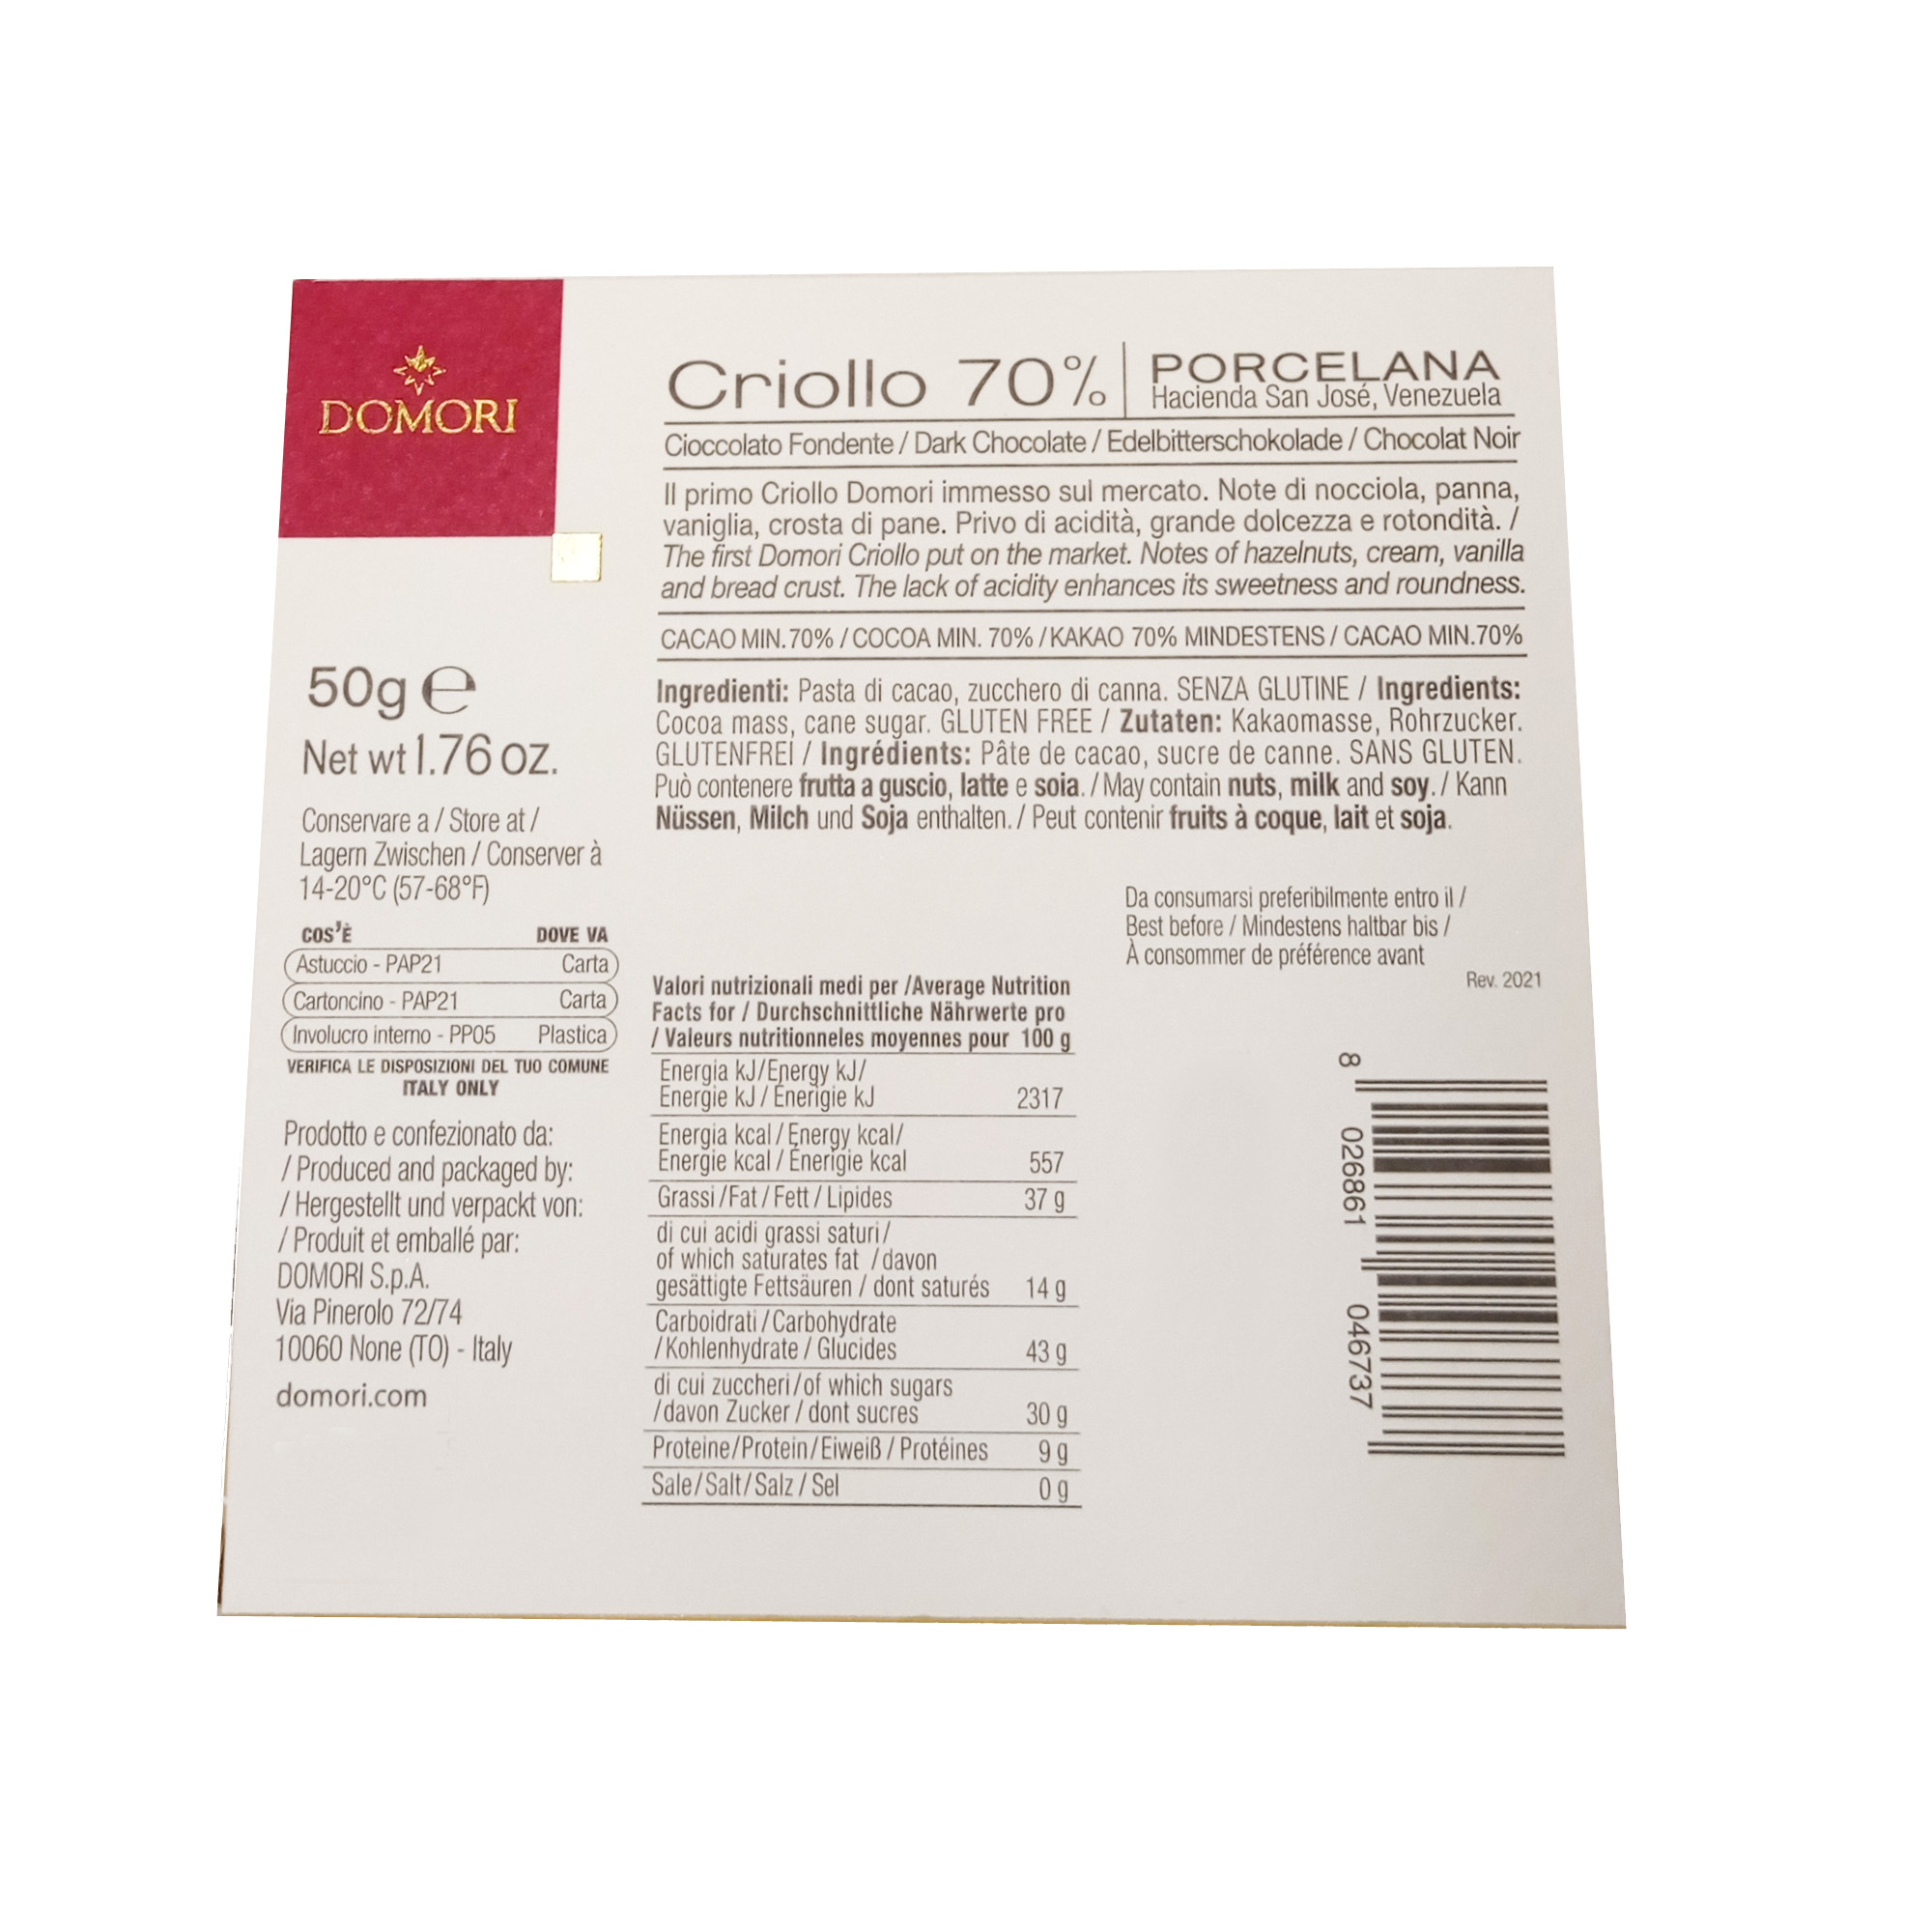 DOMORI
Criollo 70%
PORCELANA
Hacienda San José, Venezuela
Cioccolato Fondente / Dark Chocolate / Edelbitterschokolade / Chocolat Noir
Il primo Criollo Domori immesso sul mercato. Note di nocciola, panna,
vaniglia, crosta di pane. Privo di acidità, grande dolcezza e rotondità. /
The first Domori Criollo put on the market. Notes of hazelnuts, cream, vanilla
and bread crust. The lack of acidity enhances its sweetness and roundness.
CACAO MIN.70% / COCOA MIN. 70% / KAKAO 70% MINDESTENS / CACAO MIN.70%
Ingredienti: Pasta di cacao, zucchero di canna. SENZA GLUTINE / Ingredients:
Cocoa mass, cane sugar. GLUTEN FREE / Zutaten: Kakaomasse, Rohrzucker.
GLUTENFREI / Ingrédients: Pâte de cacao, sucre de canne. SANS GLUTEN.
Può contenere frutta a guscio, latte e soia. / May contain nuts, milk and soy. / Kann
Nüssen, Milch und Soja enthalten. / Peut contenir fruits à coque, lait et soja.
50g e
Net wt 1.76 oz.
Conservare a / Store at /
Lagern Zwischen / Conserver à
14-20°C (57-68°F)
COS'È DOVE VA
Astuccio - PAP21 Carta
Cartoncino - PAP21 Carta
Involucro interno - PP05 Plastica
VERIFICA LE DISPOSIZIONI DEL TUO COMUNE
ITALY ONLY
Prodotto e confezionato da:
/ Produced and packaged by:
/ Hergestellt und verpackt von:
/ Produit et emballé par:
DOMORI S.p.A.
Via Pinerolo 72/74
10060 None (TO) - Italy
domori.com
Valori nutrizionali medi per /Average Nutrition
Facts for / Durchschnittliche Nährwerte pro
/ Valeurs nutritionneles moyennes pour 100 g
Energia kJ/Energy kJ/
Energie kJ / Énerigie kJ 2317
Energia kcal / Energy kcal/
Energie kcal / Énerigie kcal 557
Grassi /Fat / Fett / Lipides 37 g
di cui acidi grassi saturi /
of which saturates fat / davon
gesättigte Fettsäuren / dont saturés 14 g
Carboidrati / Carbohydrate
/ Kohlenhydrate / Glucides 43 g
di cui zuccheri/of which sugars
/davon Zucker / dont sucres 30 g
Proteine/Protein/Eiweiß / Protéines 9 g
Sale/Salt/Salz / Sel 0 g
Da consumarsi preferibilmente entro il /
Best before / Mindestens haltbar bis /
À consommer de préférence avant
Rev. 2021
8 026861 046737